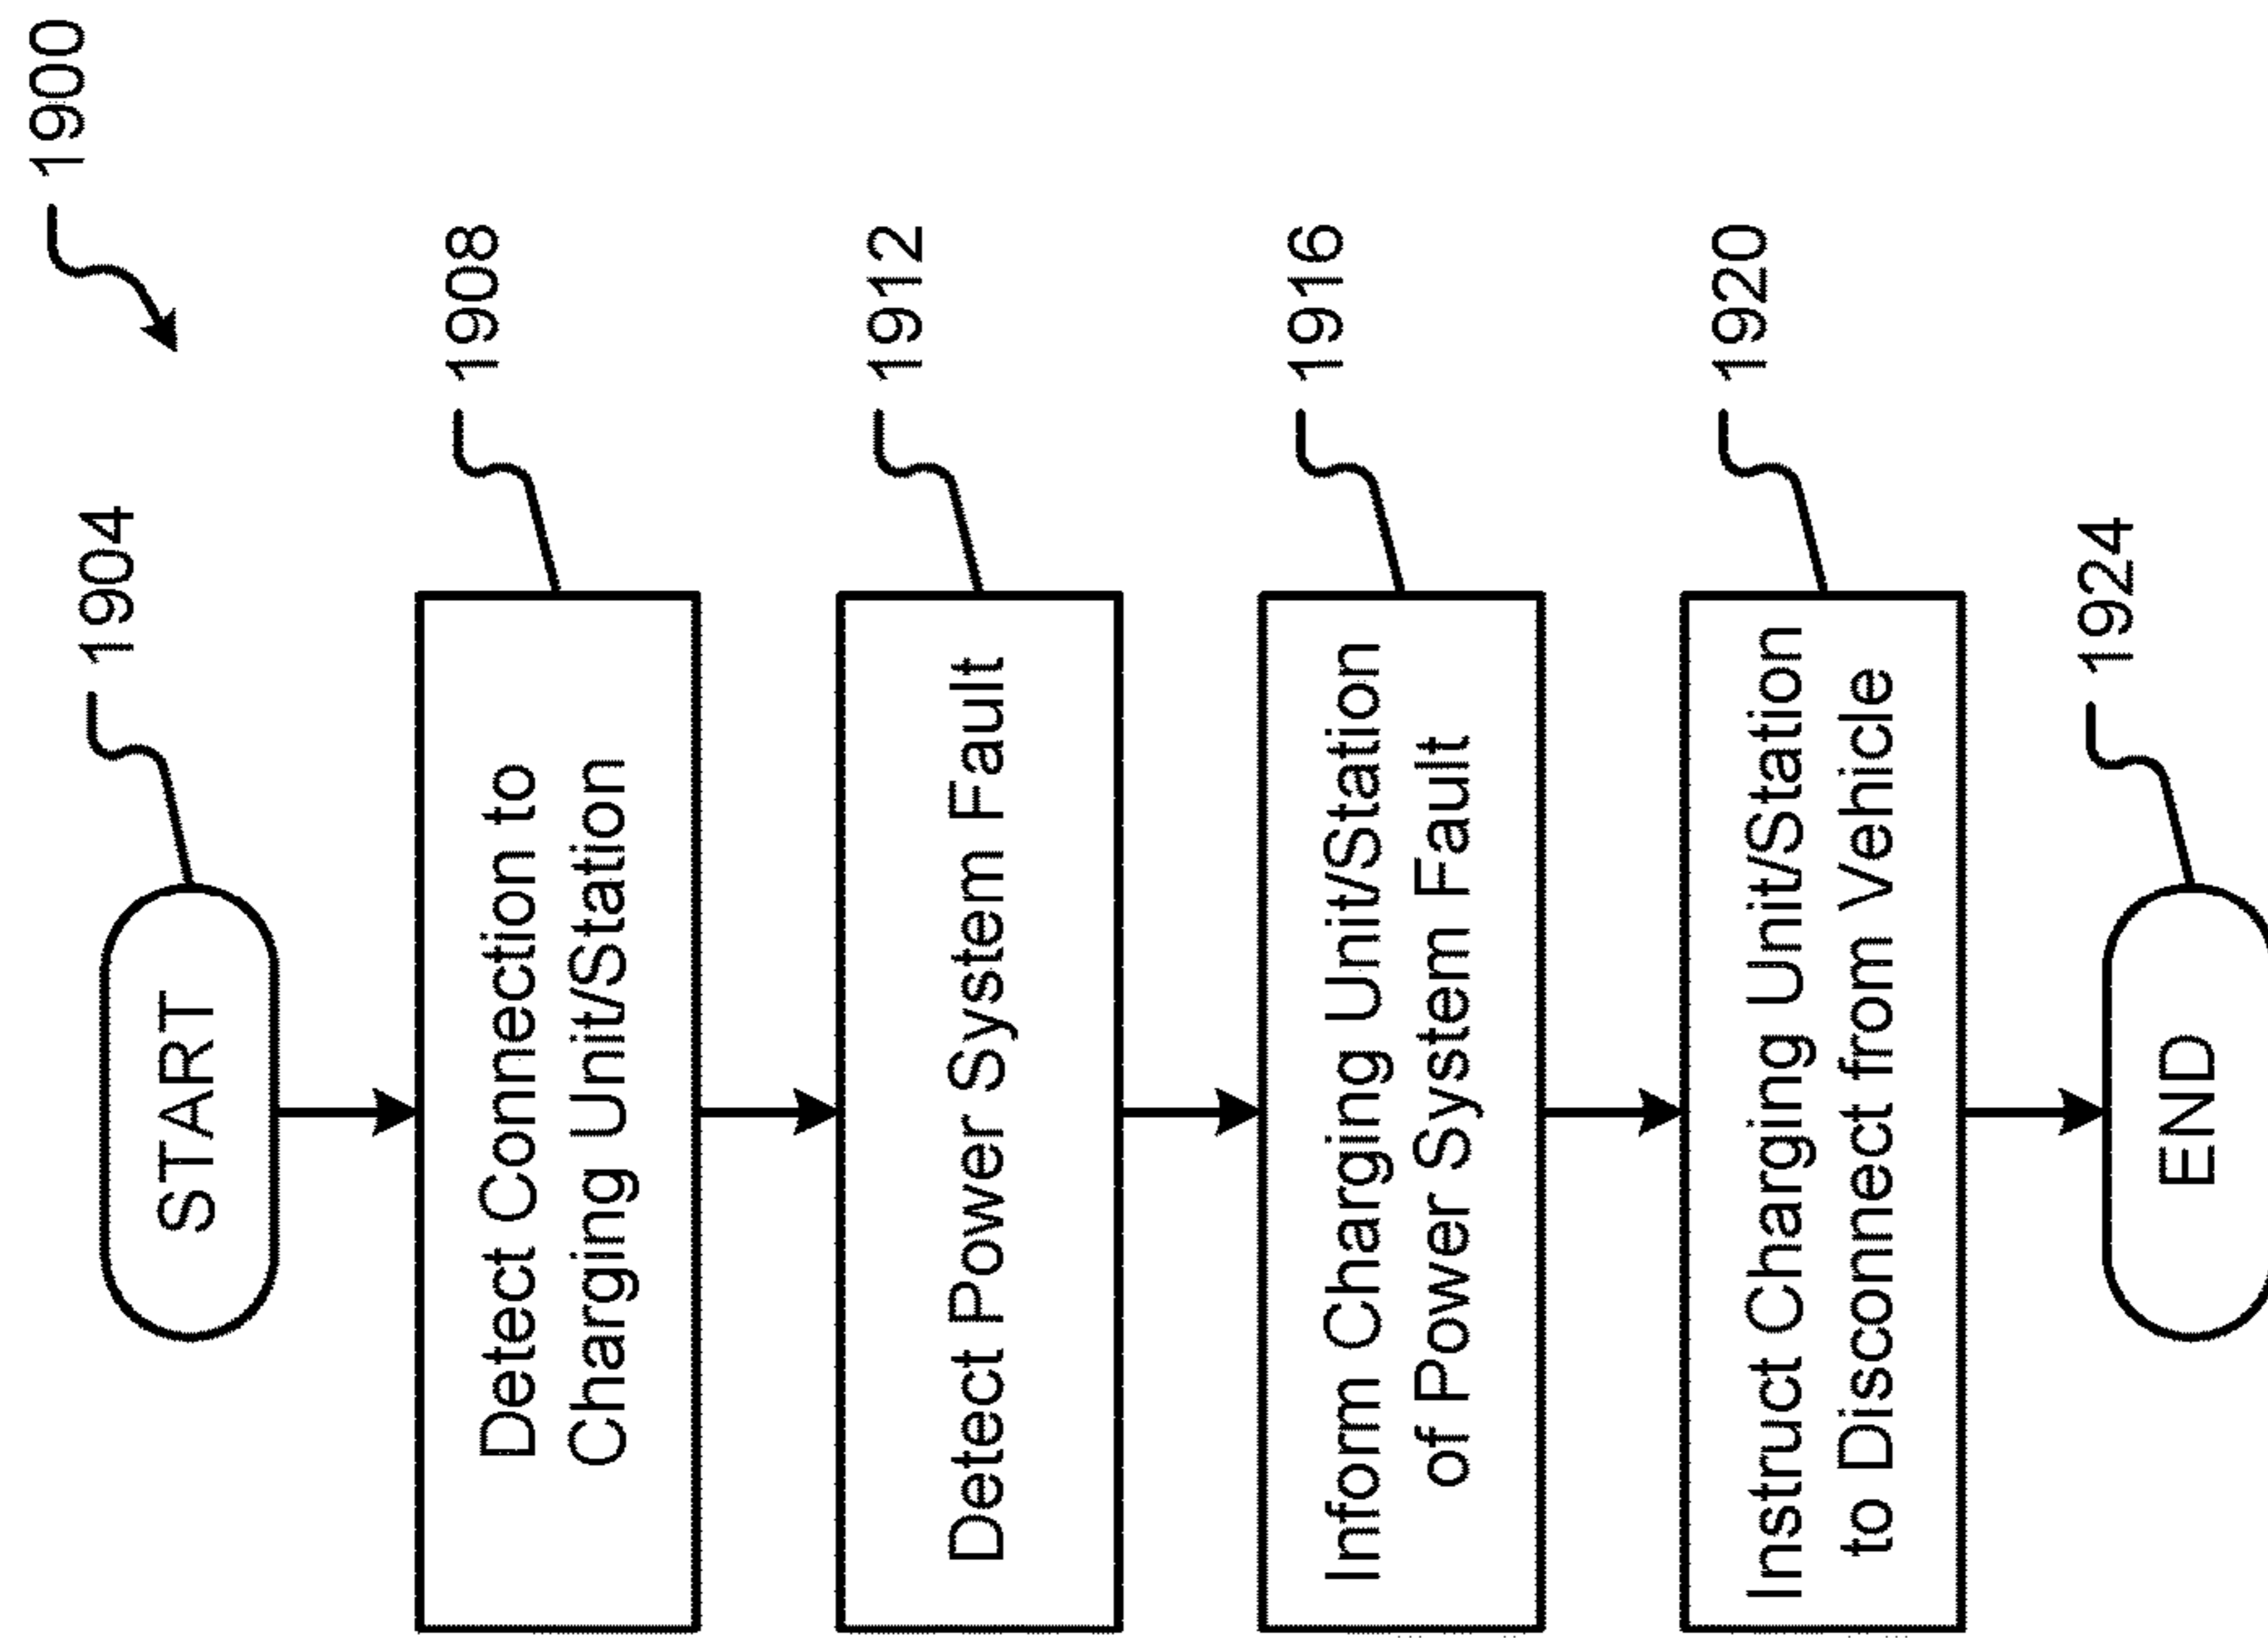 1900
START
1904
Detect Connection to
Charging Unit/Station
1908
Detect Power System Fault
1912
Inform Charging Unit/Station
of Power System Fault
1916
Instruct Charging Unit/Station
to Disconnect from Vehicle
1920
END
1924